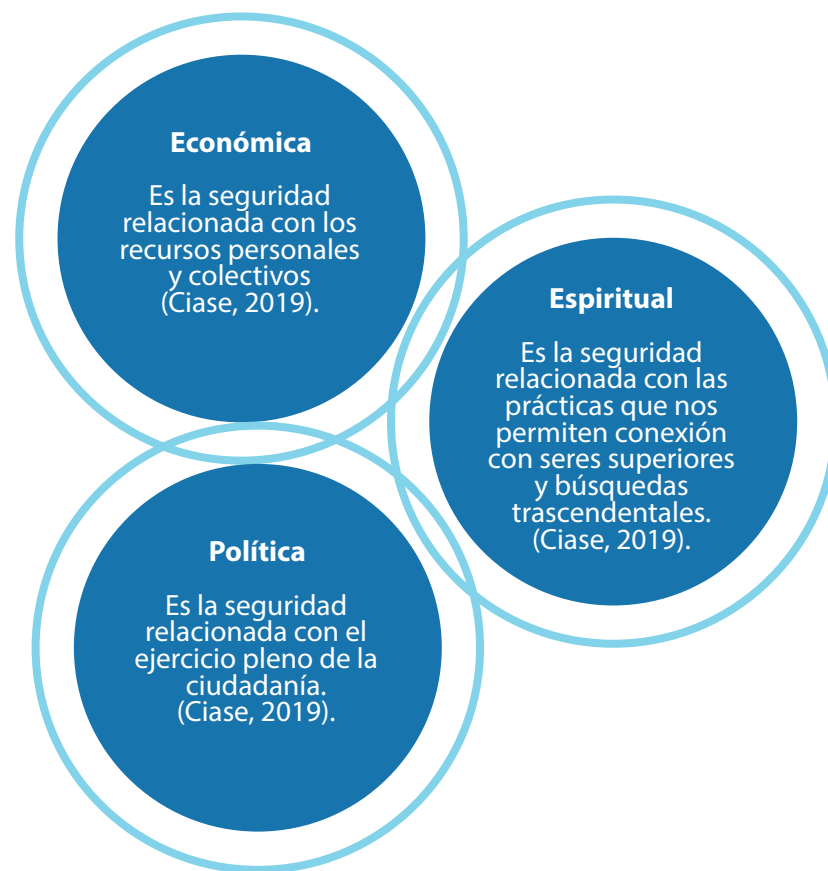 Económica
Es la seguridad
relacionada con los
recursos personales
y colectivos
(Ciase, 2019).
Espiritual
Es la seguridad
relacionada con las
prácticas que nos
permiten conexión
con seres superiores
y búsquedas
trascendentales.
(Ciase, 2019).
Política
Es la seguridad
relacionada con el
ejercicio pleno de la
ciudadanía.
(Ciase, 2019).